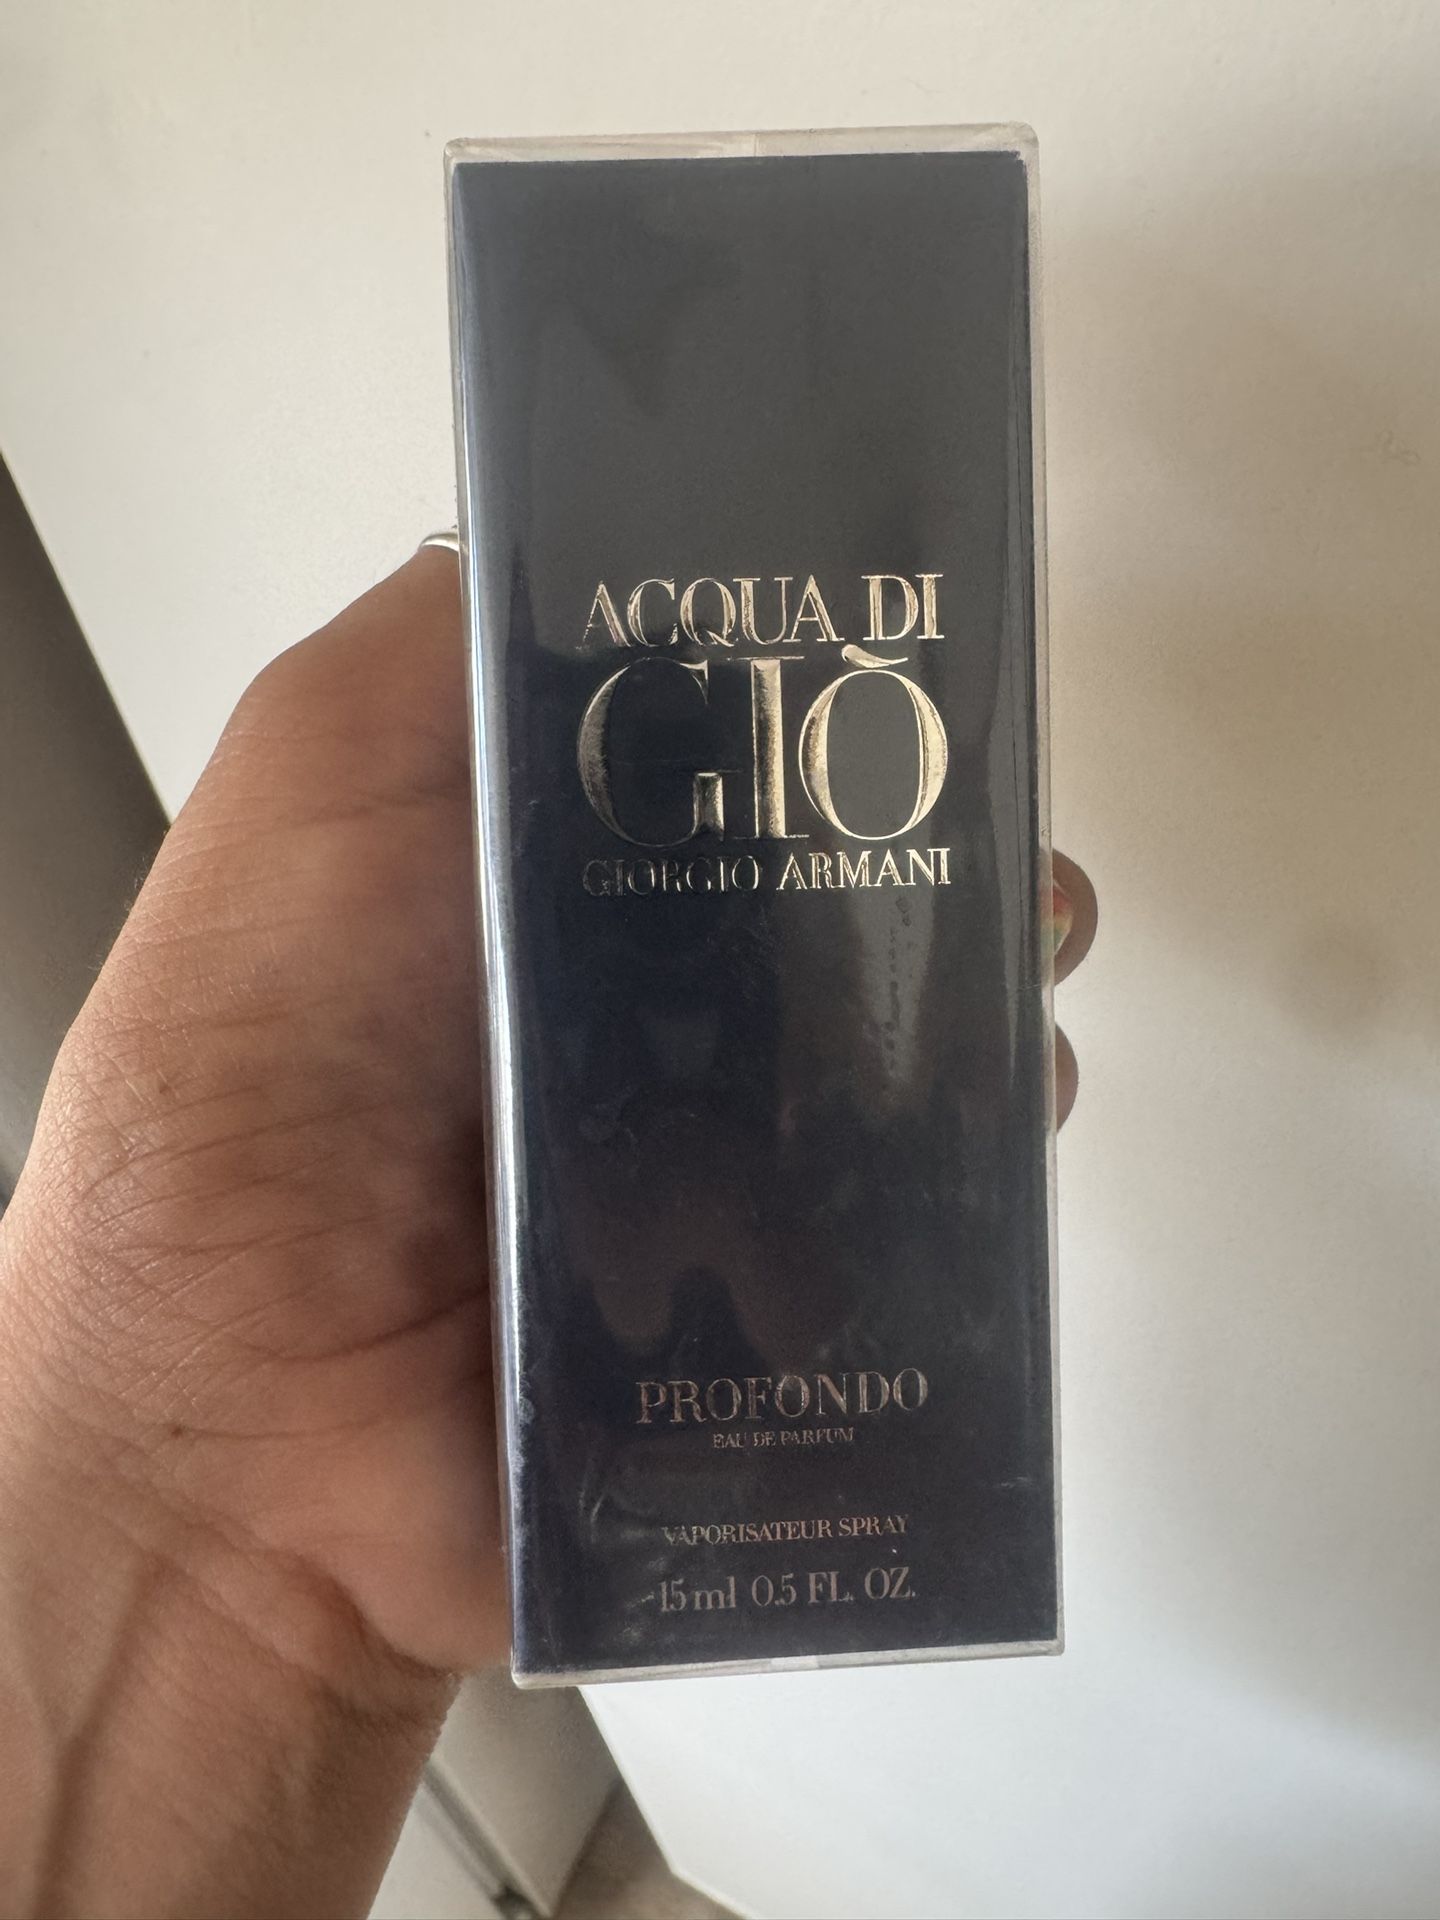 ACQUA DI
GIÒ
GIORGIO ARMANI
PROFONDO
EAU DE PARFUM
VAPORISATEUR SPRAY
15 ml 0.5 FL. OZ.